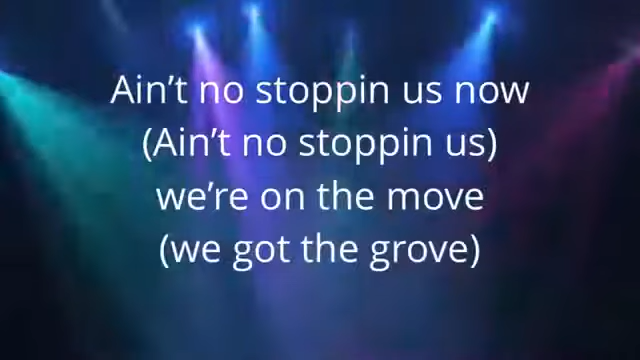 Ain’t no stoppin us now
(Ain’t no stoppin us)
we’re on the move
(we got the grove)